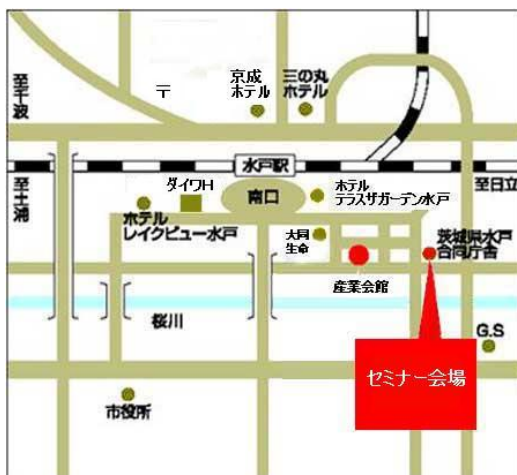 京成
ホテル
三の丸
ホテル
〒
至千波
水戸駅
至土浦
ダイワH
南口
ホテル
テラスザガーデン水戸
至日立
ホテル
レイクビュー水戸
大同
生命
茨城県水戸
合同庁舎
産業会館
桜川
G.S
セミナー会場
市役所